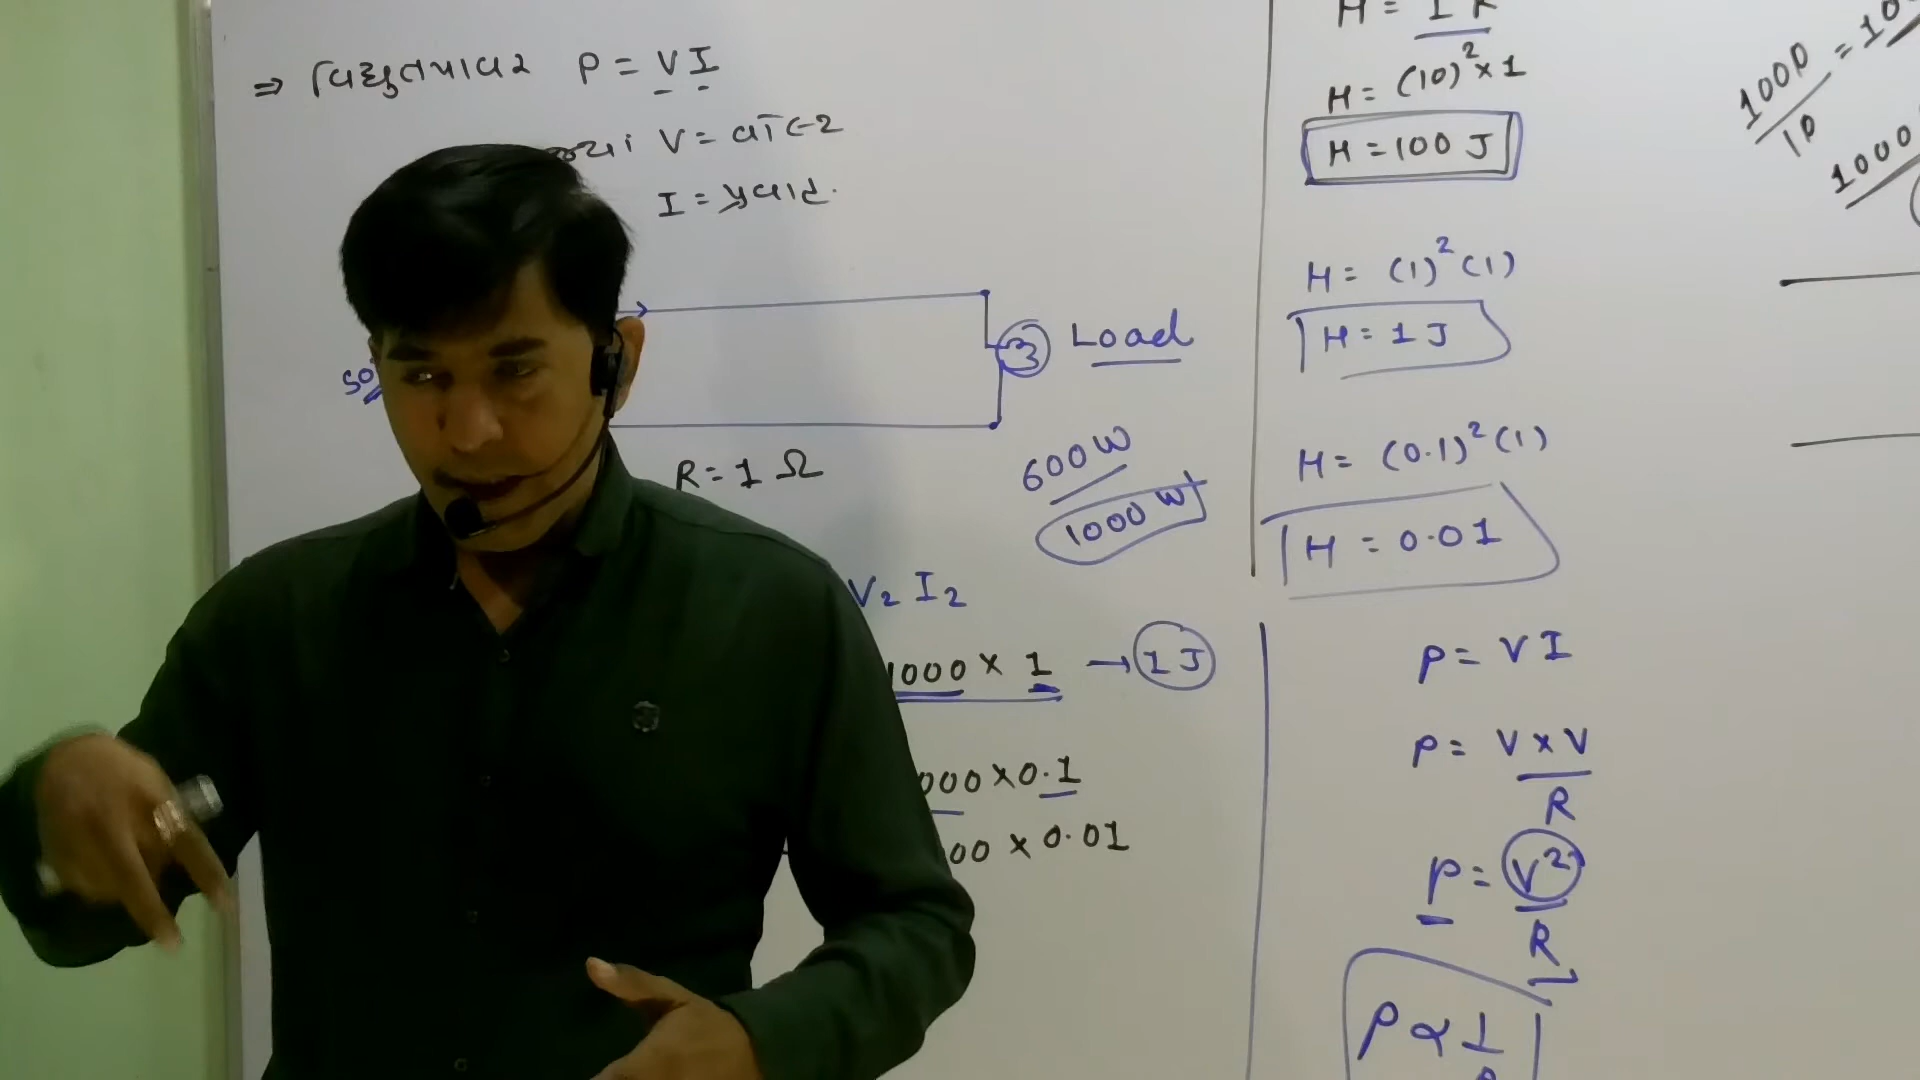 ⇒ વિદ્યુતપાવર P = VI
જ્યાં V = વોલ્ટ
I = પ્રવાહ.
Load
R = 1 Ω
600 W
1000 W
V₂ I₂
1000 × 1 → 1 J
000 × 0.1
00 × 0.01
H = (10)² × 1
H = 100 J
H = (1)² (1)
H = 1 J
H = (0.1)² (1)
H = 0.01
P = VI
P = V × V / R
P = V² / R
P ∝ 1
1000
10
1000